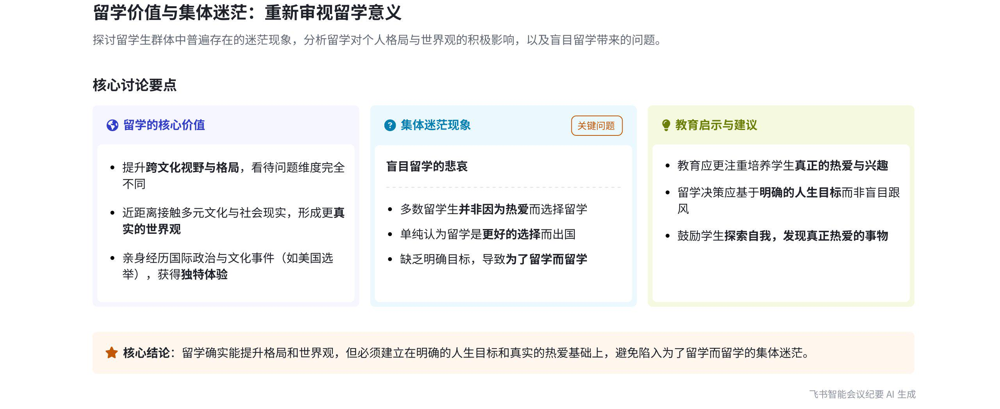 留学价值与集体迷茫：重新审视留学意义
探讨留学生群体中普遍存在的迷茫现象，分析留学对个人格局与世界观的积极影响，以及盲目留学带来的问题。
核心讨论要点
留学的核心价值
提升跨文化视野与格局，看待问题维度完全
不同
近距离接触多元文化与社会现实，形成更真
实的世界观
亲身经历国际政治与文化事件（如美国选
举），获得独特体验
集体迷茫现象
关键问题
盲目留学的悲哀
多数留学生并非因为热爱而选择留学
单纯认为留学是更好的选择而出国
缺乏明确目标，导致为了留学而留学
教育启示与建议
教育应更注重培养学生真正的热爱与兴趣
留学决策应基于明确的人生目标而非盲目跟
风
鼓励学生探索自我，发现真正热爱的事物
核心结论：留学确实能提升格局和世界观，但必须建立在明确的人生目标和真实的热爱基础上，避免陷入为了留学而留学的集体迷茫。
飞书智能会议纪要 AI 生成